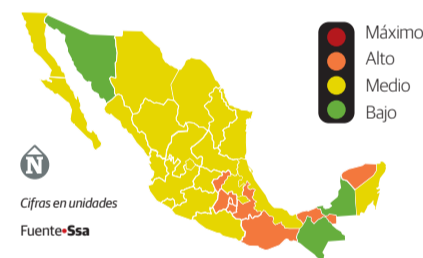 Máximo
Alto
Medio
Bajo
N
Cifras en unidades
Fuente•Ssa